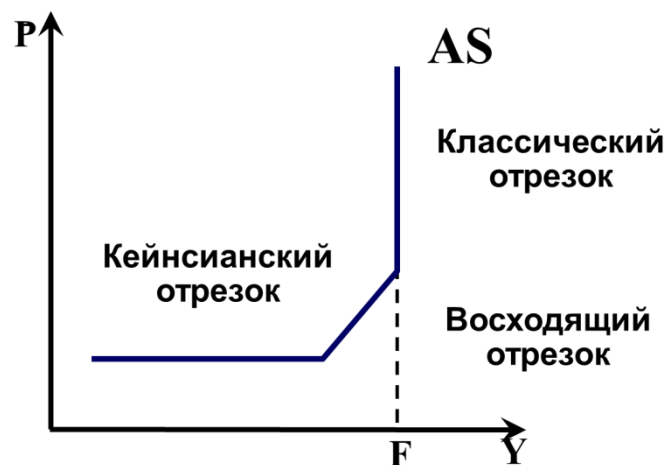 P
AS
Классический
отрезок
Кейнсианский
отрезок
Восходящий
отрезок
F
Y